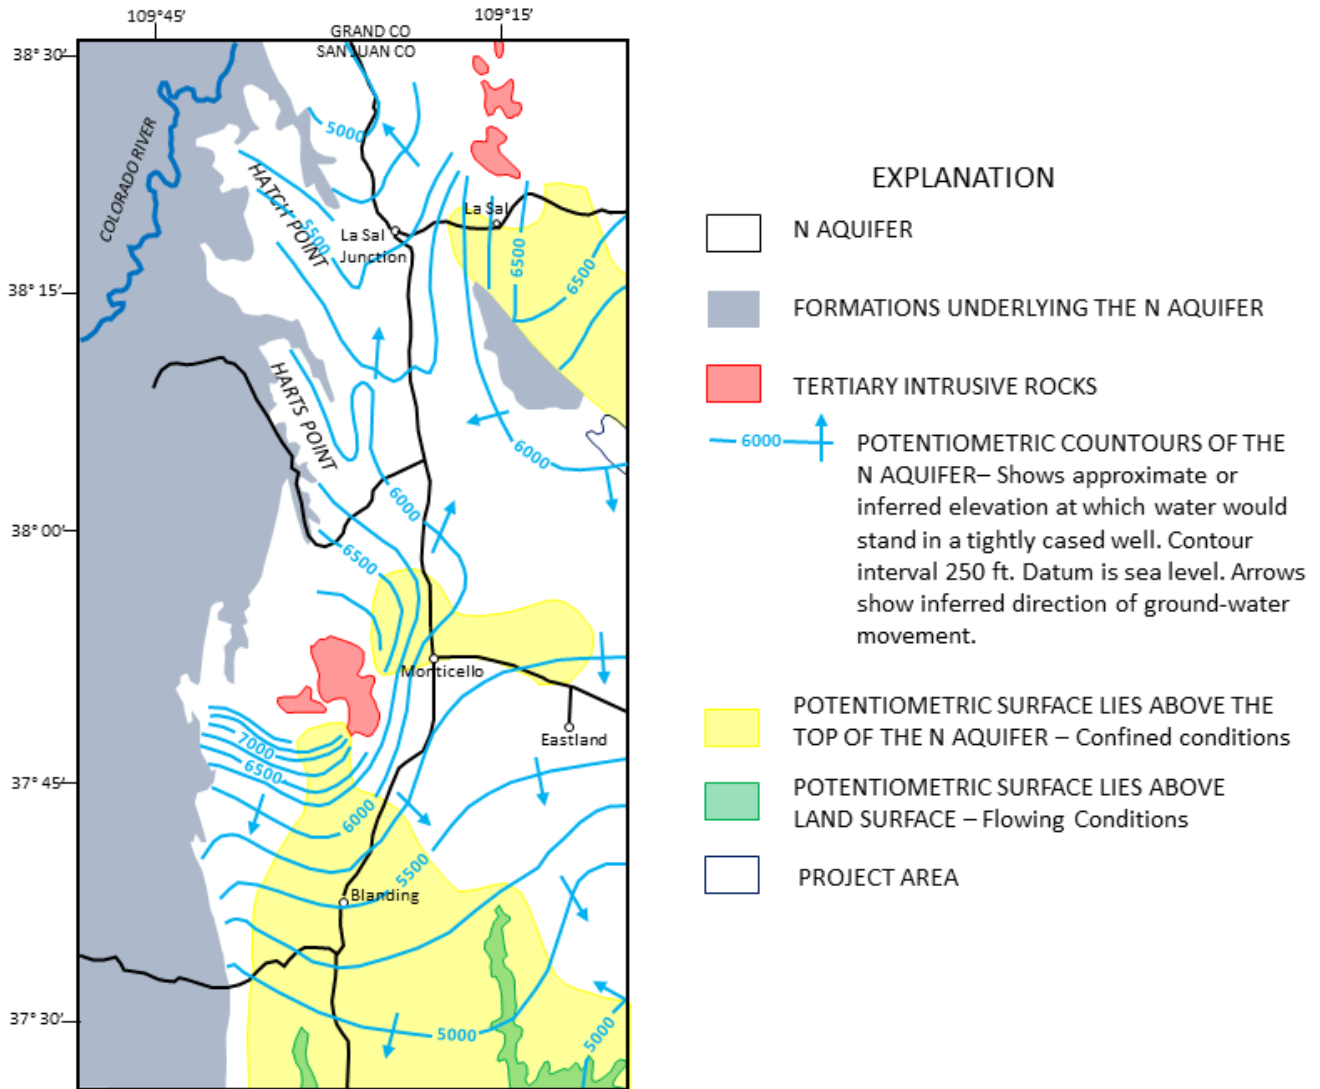 109°45′
109°15′
GRAND CO
SAN JUAN CO
38° 30′
COLORADO RIVER
5000
HATCH POINT
5500
La Sal
La Sal
Junction
6500
6500
38° 15′
HARTS POINT
6000
6000
38° 00′
6500
Monticello
Eastland
7000
6500
37° 45′
6000
5500
Blanding
37° 30′
5000
5000
EXPLANATION
N AQUIFER
FORMATIONS UNDERLYING THE N AQUIFER
TERTIARY INTRUSIVE ROCKS
6000
POTENTIOMETRIC COUNTOURS OF THE
N AQUIFER– Shows approximate or
inferred elevation at which water would
stand in a tightly cased well. Contour
interval 250 ft. Datum is sea level. Arrows
show inferred direction of ground-water
movement.
POTENTIOMETRIC SURFACE LIES ABOVE THE
TOP OF THE N AQUIFER – Confined conditions
POTENTIOMETRIC SURFACE LIES ABOVE
LAND SURFACE – Flowing Conditions
PROJECT AREA